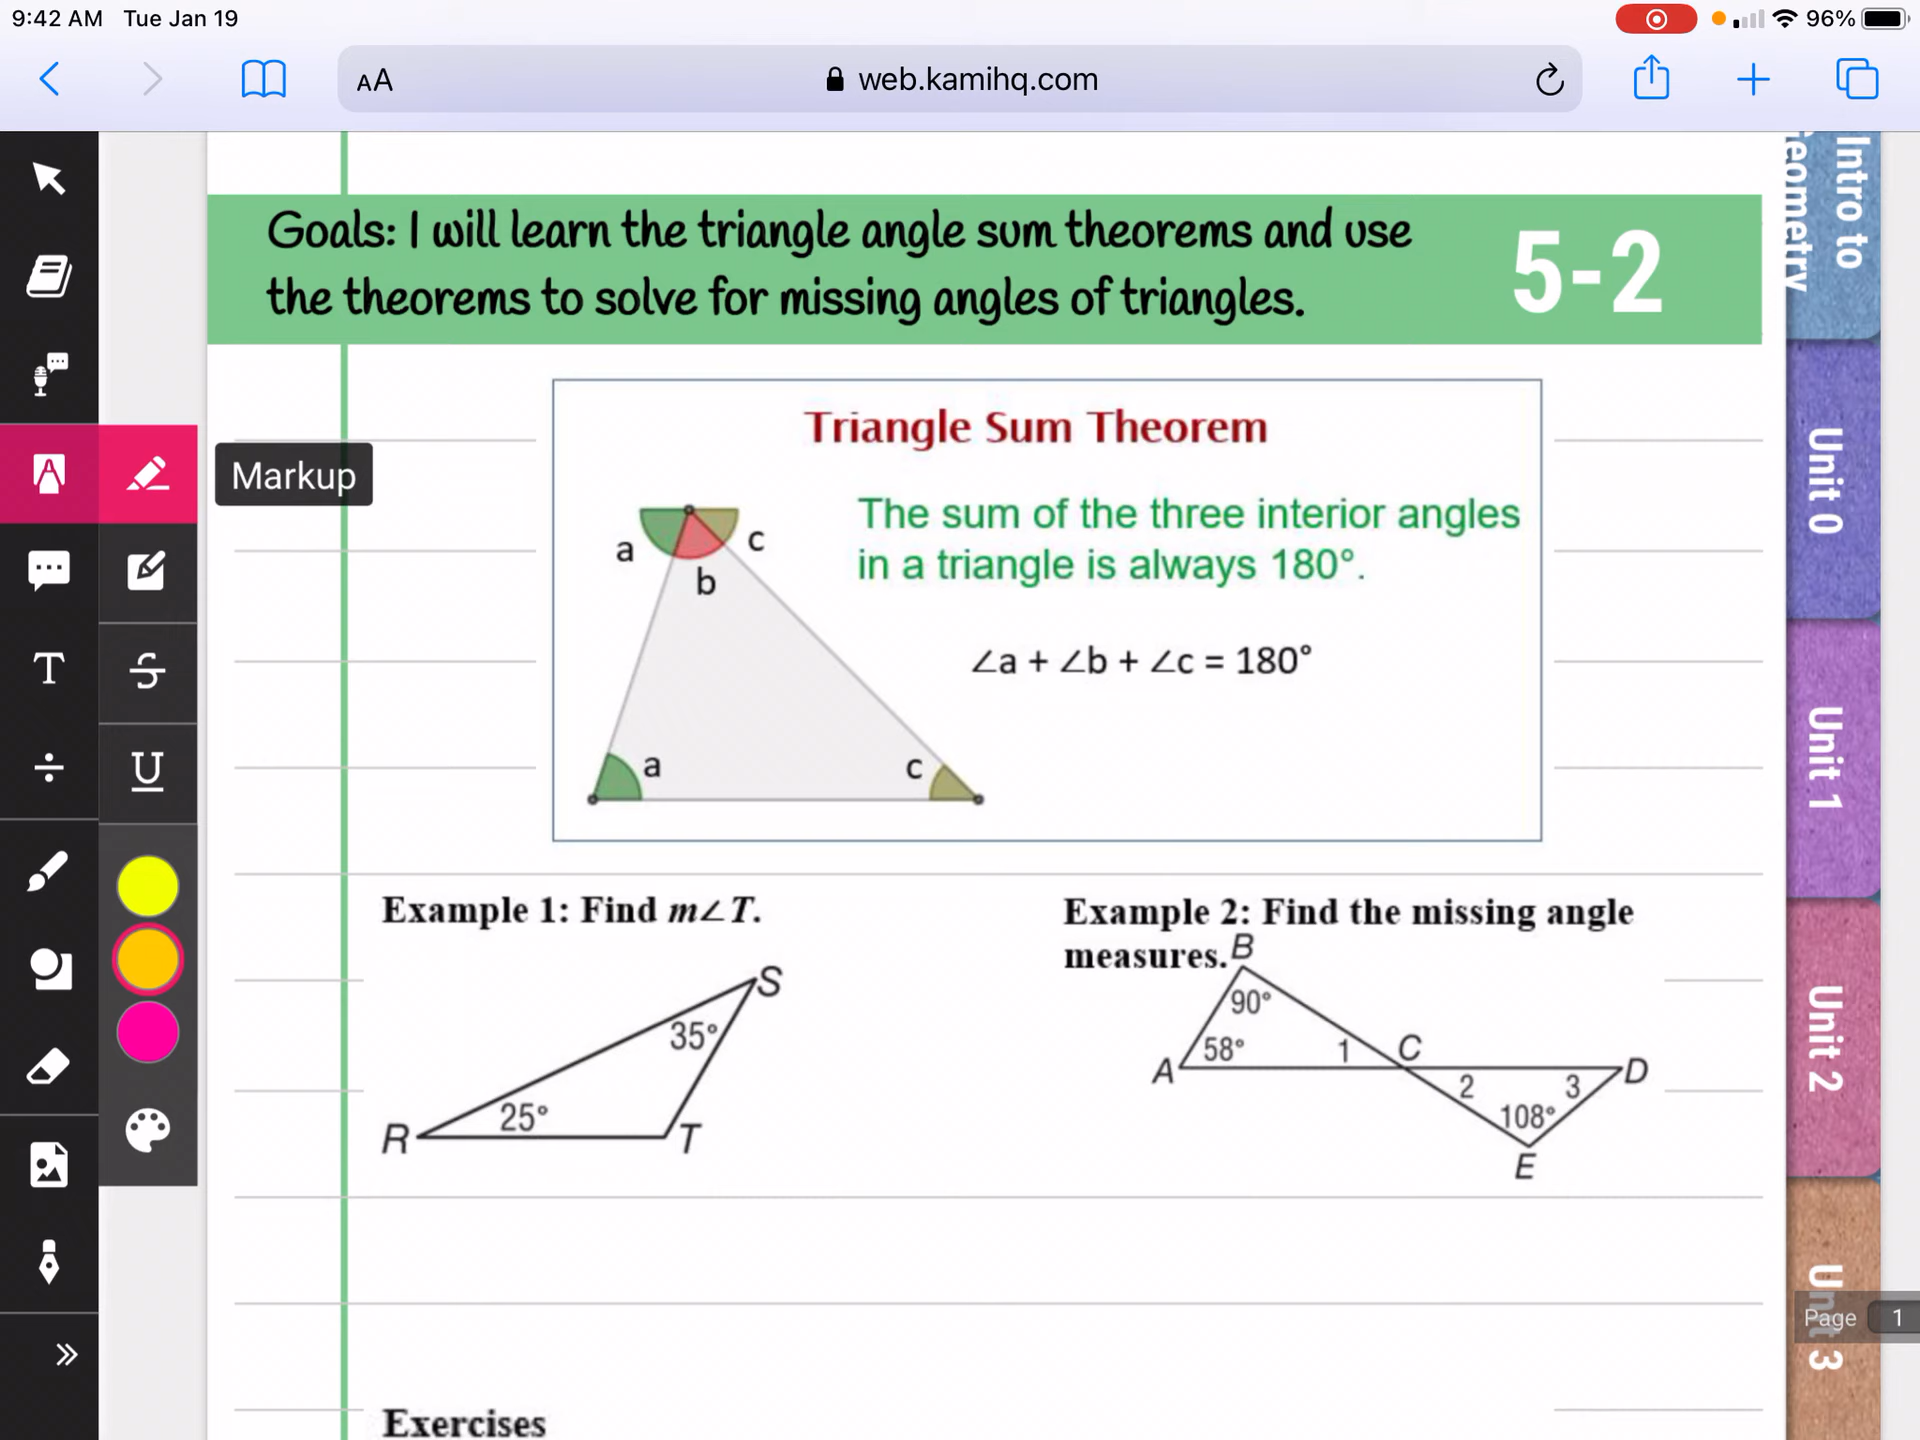 9:42 AM Tue Jan 19
96%
AA
web.kamihq.com
Goals: I will learn the triangle angle sum theorems and use
the theorems to solve for missing angles of triangles.
5-2
Markup
T
S
U
Triangle Sum Theorem
The sum of the three interior angles
in a triangle is always 180°.
∠a + ∠b + ∠c = 180°
a
c
b
a
c
Example 1: Find m∠T.
S
35°
25°
R
T
Example 2: Find the missing angle
measures.
B
90°
A
58°
1
C
2
3
D
108°
E
Exercises
Intro to
eometry
Unit 0
Unit 1
Unit 2
Unit 3
Page 1